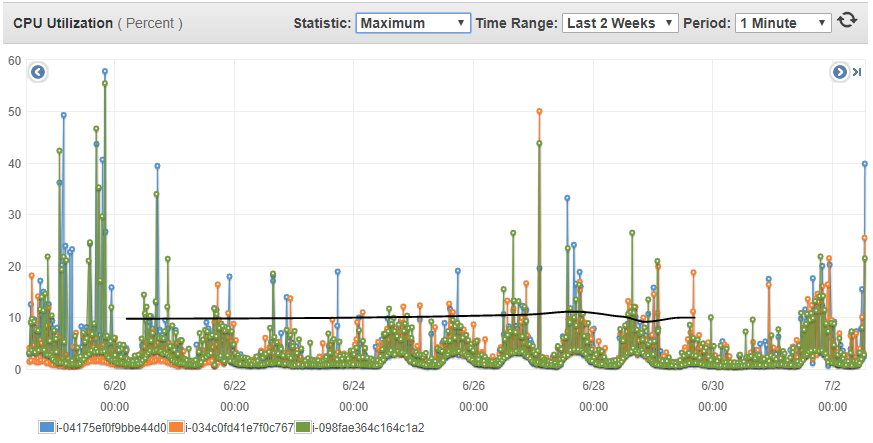 CPU Utilization ( Percent ) Statistic: Maximum Time Range: Last 2 Weeks Period: 1 Minute
60
50
40
30
20
10
0
6/20 6/22 6/24 6/26 6/28 6/30 7/2
00:00 00:00 00:00 00:00 00:00 00:00 00:00
i-04175ef0f9bbe44d0 i-034c0fd41e7f0c767 i-098fae364c164c1a2